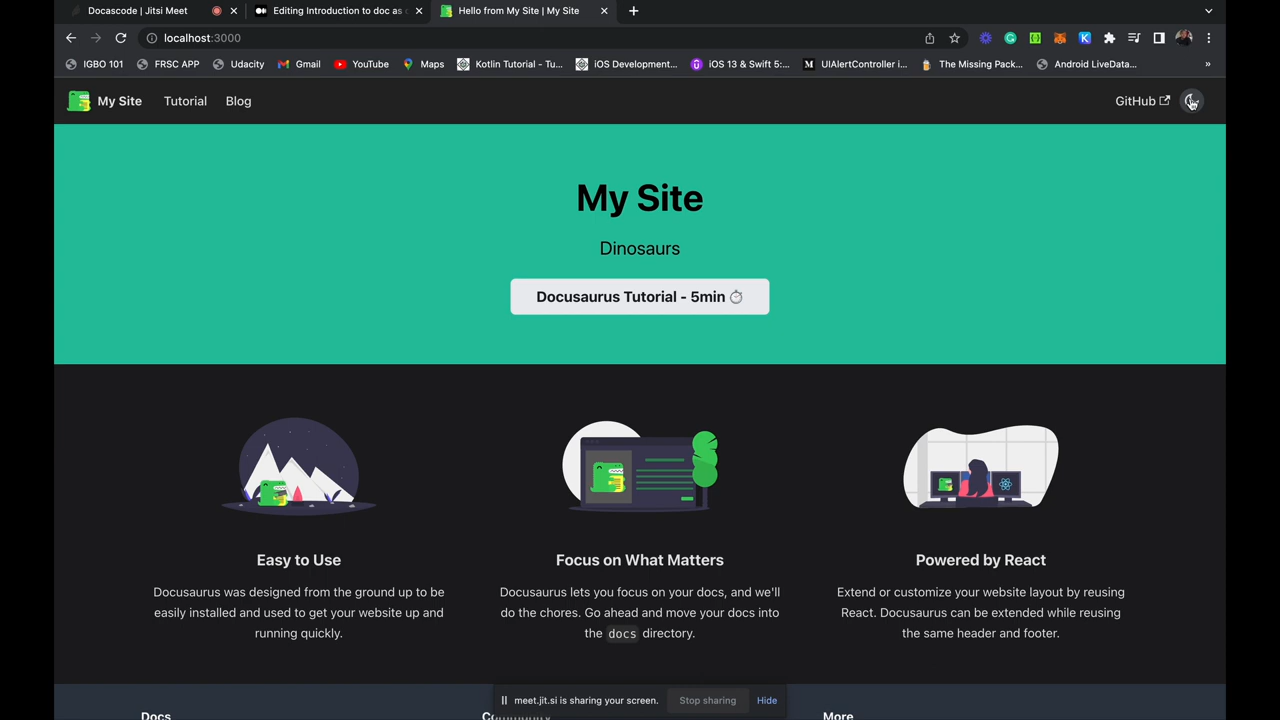 Docascode | Jitsi Meet
Editing Introduction to doc as c
Hello from My Site | My Site
localhost:3000
IGBO 101
FRSC APP
Udacity
Gmail
YouTube
Maps
Kotlin Tutorial - Tu...
iOS Development...
iOS 13 & Swift 5:...
UIAlertController i...
The Missing Pack...
Android LiveData...
»
My Site
Tutorial
Blog
GitHub
My Site
Dinosaurs
Docusaurus Tutorial - 5min ⏱️
Easy to Use
Docusaurus was designed from the ground up to be
easily installed and used to get your website up and
running quickly.
Focus on What Matters
Docusaurus lets you focus on your docs, and we'll
do the chores. Go ahead and move your docs into
the docs directory.
Powered by React
Extend or customize your website layout by reusing
React. Docusaurus can be extended while reusing
the same header and footer.
Docs
Community
More
meet.jit.si is sharing your screen.
Stop sharing
Hide